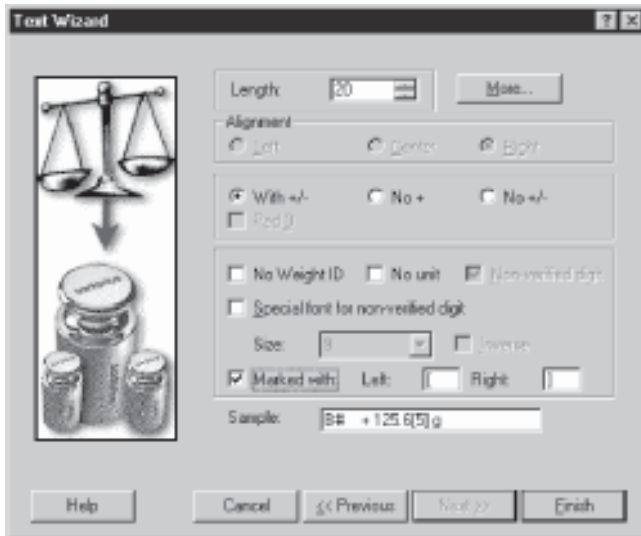 Text Wizard
Length: 20 More...
Alignment
Left Center Right
With +/- No + No +/-
No Weight ID No unit Non-verified digit
Special font for non-verified digit
Size: 9 Inverse
Marked with: Left: [ Right: ]
Sample: B# + 125.6[5] g
Help Cancel << Previous Next >> Finish